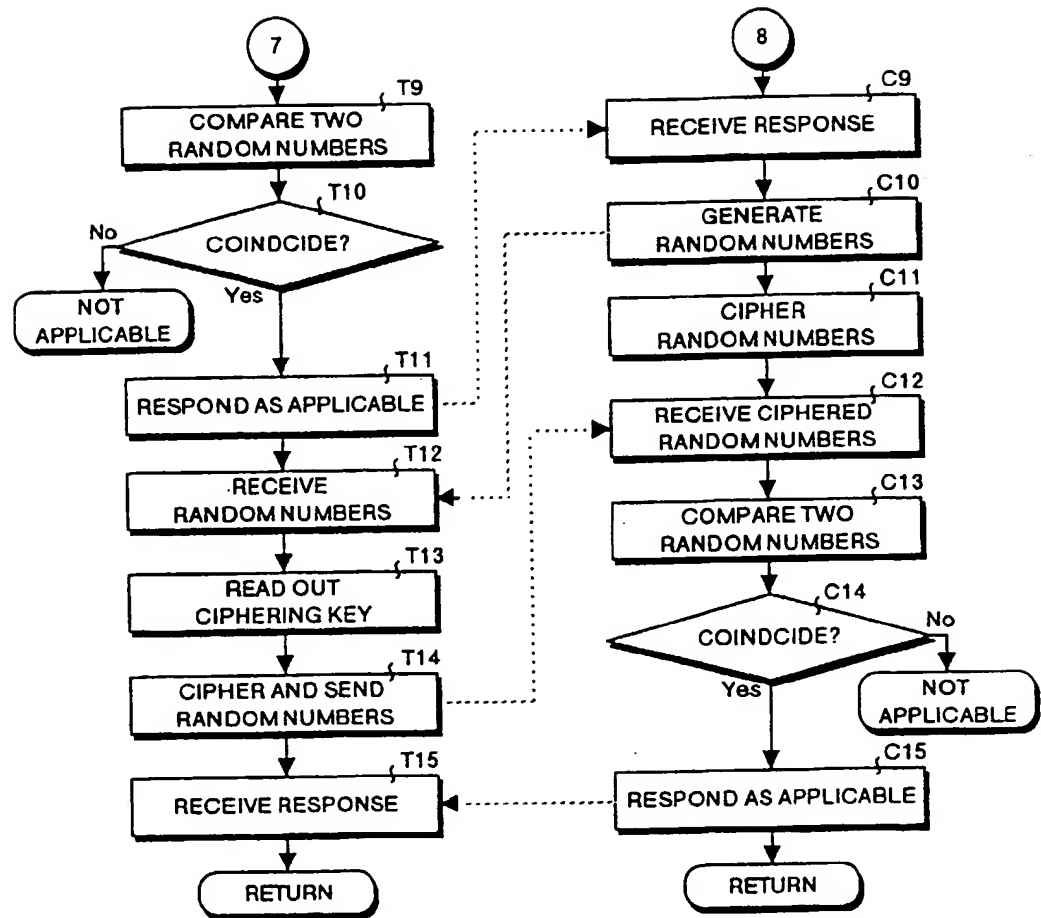 7
T9
COMPARE TWO
RANDOM NUMBERS
T10
COINDCIDE?
No
NOT
APPLICABLE
Yes
T11
RESPOND AS APPLICABLE
T12
RECEIVE
RANDOM NUMBERS
T13
READ OUT
CIPHERING KEY
T14
CIPHER AND SEND
RANDOM NUMBERS
T15
RECEIVE RESPONSE
RETURN
8
C9
RECEIVE RESPONSE
C10
GENERATE
RANDOM NUMBERS
C11
CIPHER
RANDOM NUMBERS
C12
RECEIVE CIPHERED
RANDOM NUMBERS
C13
COMPARE TWO
RANDOM NUMBERS
C14
COINDCIDE?
No
NOT
APPLICABLE
Yes
C15
RESPOND AS APPLICABLE
RETURN